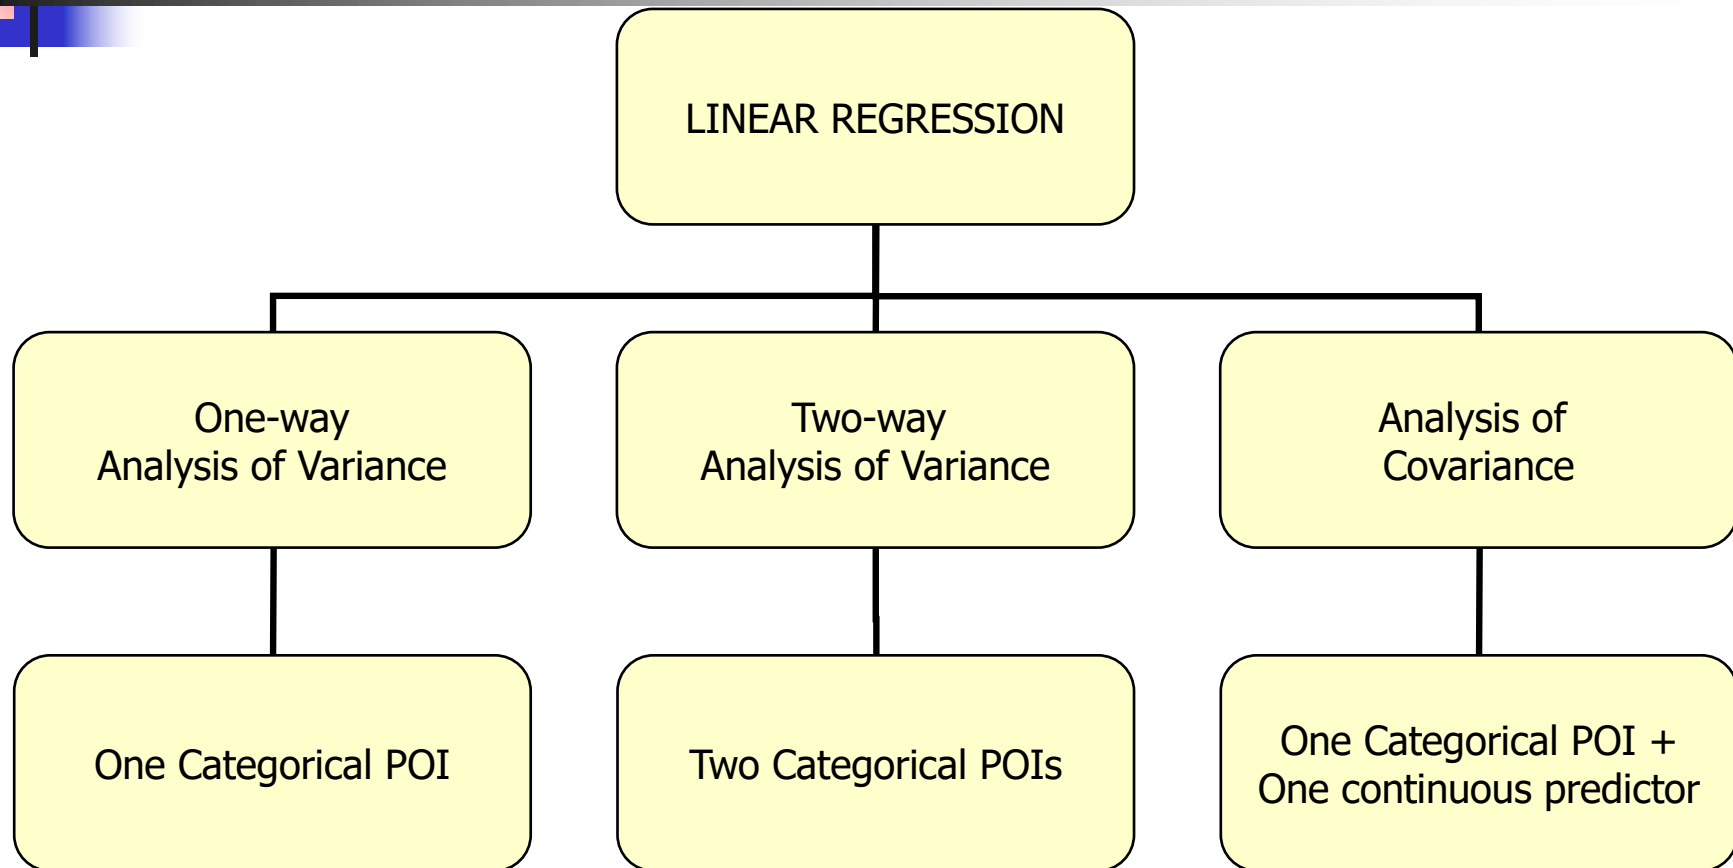 LINEAR REGRESSION
One-way
Analysis of Variance
Two-way
Analysis of Variance
Analysis of
Covariance
One Categorical POI
Two Categorical POIs
One Categorical POI +
One continuous predictor